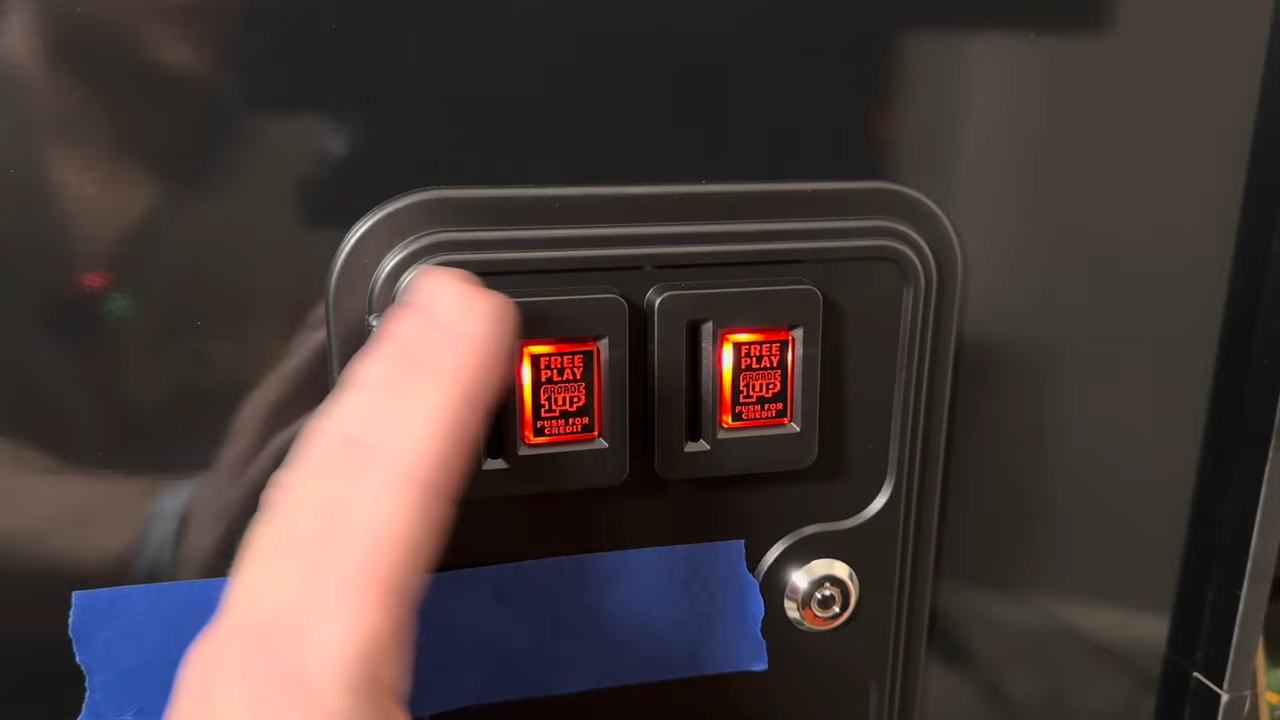 FREE
PLAY
ARCADE
1UP
PUSH FOR
CREDIT
FREE
PLAY
ARCADE
1UP
PUSH FOR
CREDIT